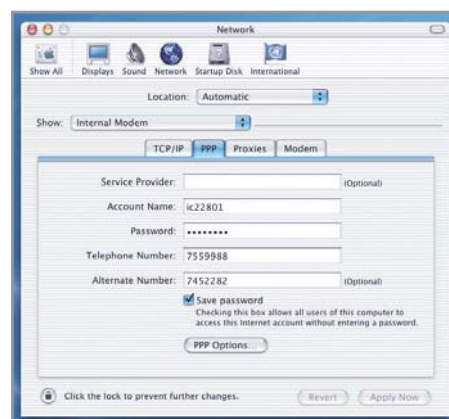 Network
Show All Displays Sound Network Startup Disk International
Location: Automatic
Show: Internal Modem
TCP/IP PPP Proxies Modem
Service Provider: (Optional)
Account Name: ic22801
Password: ••••••••
Telephone Number: 7559988
Alternate Number: 7452282 (Optional)
Save password
Checking this box allows all users of this computer to
access this Internet account without entering a password.
PPP Options...
Click the lock to prevent further changes. Revert Apply Now